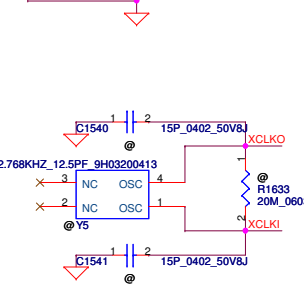 1 2
C1540 15P_0402_50V8J
@
XCLKO
2.768KHZ_12.5PF_9H03200413
1
3 NC OSC 4
@
R1633
20M_060
2 NC OSC 1
2
XCLKI
@ Y5
1 2
C1541 15P_0402_50V8J
@